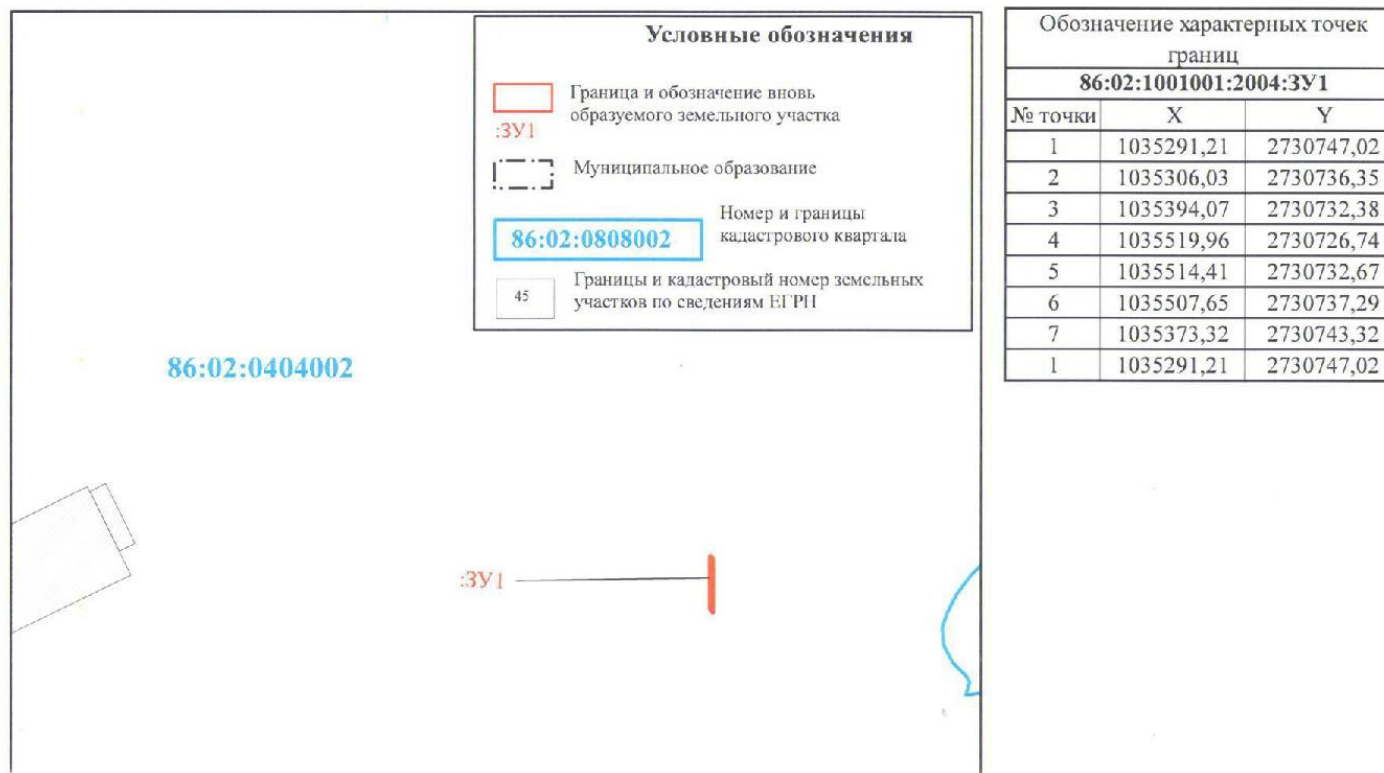 Условные обозначения
Граница и обозначение вновь
образуемого земельного участка
:ЗУ1
Муниципальное образование
Номер и границы
кадастрового квартала
86:02:0808002
Границы и кадастровый номер земельных
участков по сведениям ЕГРН
45
86:02:0404002
:ЗУ1
Обозначение характерных точек
границ
86:02:1001001:2004:ЗУ1
№ точки X Y
1 1035291,21 2730747,02
2 1035306,03 2730736,35
3 1035394,07 2730732,38
4 1035519,96 2730726,74
5 1035514,41 2730732,67
6 1035507,65 2730737,29
7 1035373,32 2730743,32
1 1035291,21 2730747,02